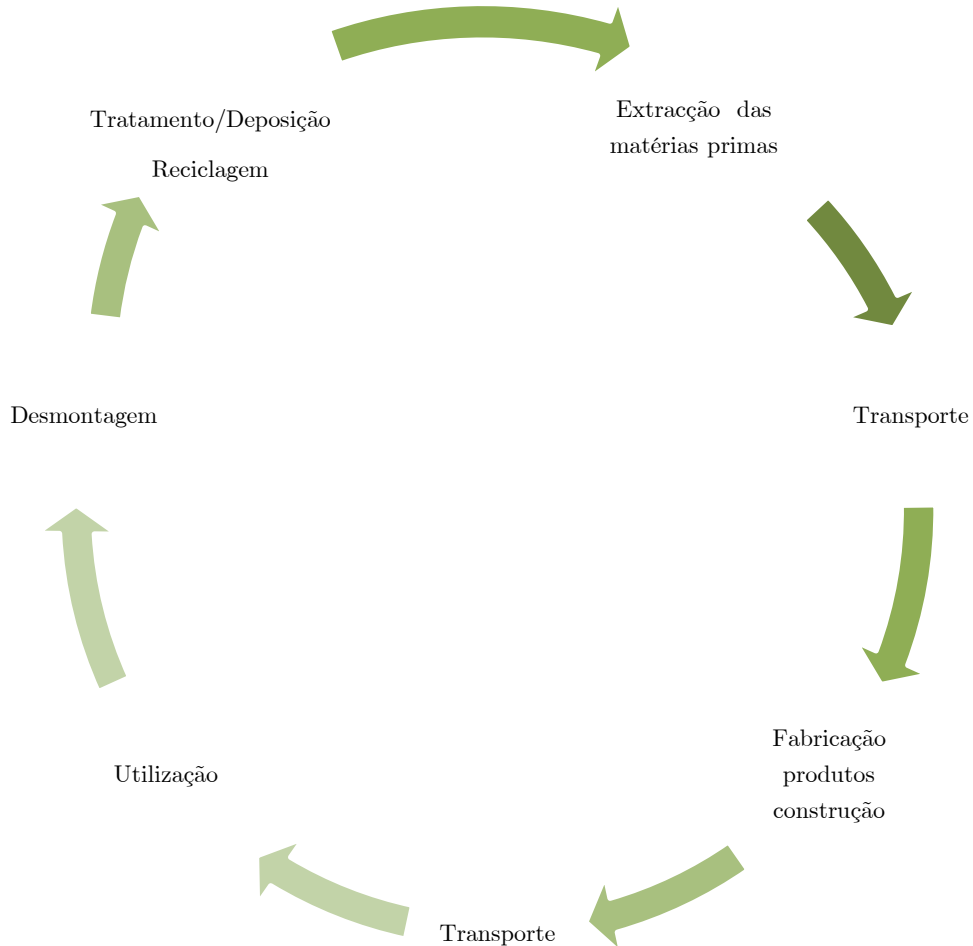 Tratamento/Deposição
Reciclagem
Extracção das
matérias primas
Desmontagem
Transporte
Fabricação
produtos
construção
Utilização
Transporte